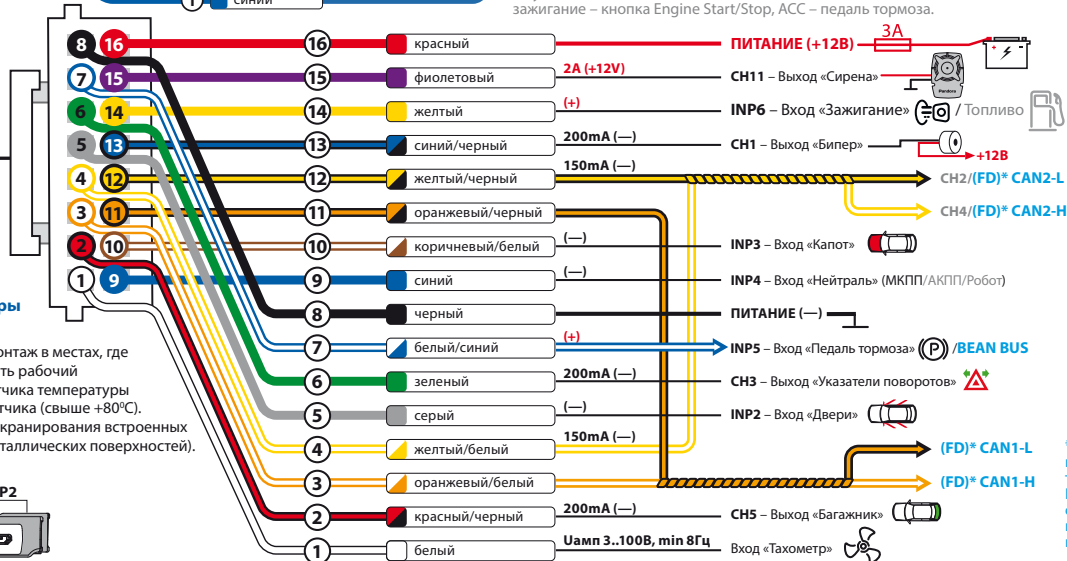 1 синий
зажигание – кнопка Engine Start/Stop, ACC – педаль тормоза.
8 16 16 красный ПИТАНИЕ (+12В) 3А
7 15 15 фиолетовый 2A (+12V) CH11 – Выход «Сирена» Pandora
6 14 14 желтый (+) INP6 – Вход «Зажигание» / Топливо
5 13 13 синий/черный 200mA (—) CH1 – Выход «Бипер» +12В
4 12 12 желтый/черный 150mA (—) CH2/(FD)* CAN2-L
CH4/(FD)* CAN2-H
3 11 11 оранжевый/черный
2 10 10 коричневый/белый (—) INP3 – Вход «Капот»
1 9 9 синий (—) INP4 – Вход «Нейтраль» (МКПП/АКПП/Робот)
8 черный ПИТАНИЕ (—)
7 белый/синий (+) INP5 – Вход «Педаль тормоза» (P) /BEAN BUS
6 зеленый 200mA (—) CH3 – Выход «Указатели поворотов»
5 серый (—) INP2 – Вход «Двери»
4 желтый/белый 150mA (—) (FD)* CAN1-L
3 оранжевый/белый (FD)* CAN1-H
2 красный/черный 200mA (—) CH5 – Выход «Багажник»
1 белый Uамп 3..100В, min 8Гц Вход «Тахометр»
ры
онтаж в местах, где
ть рабочий
тчика температуры
тчика (свыше +80⁰С).
экранирования встроенных
еталлических поверхностей).
P2